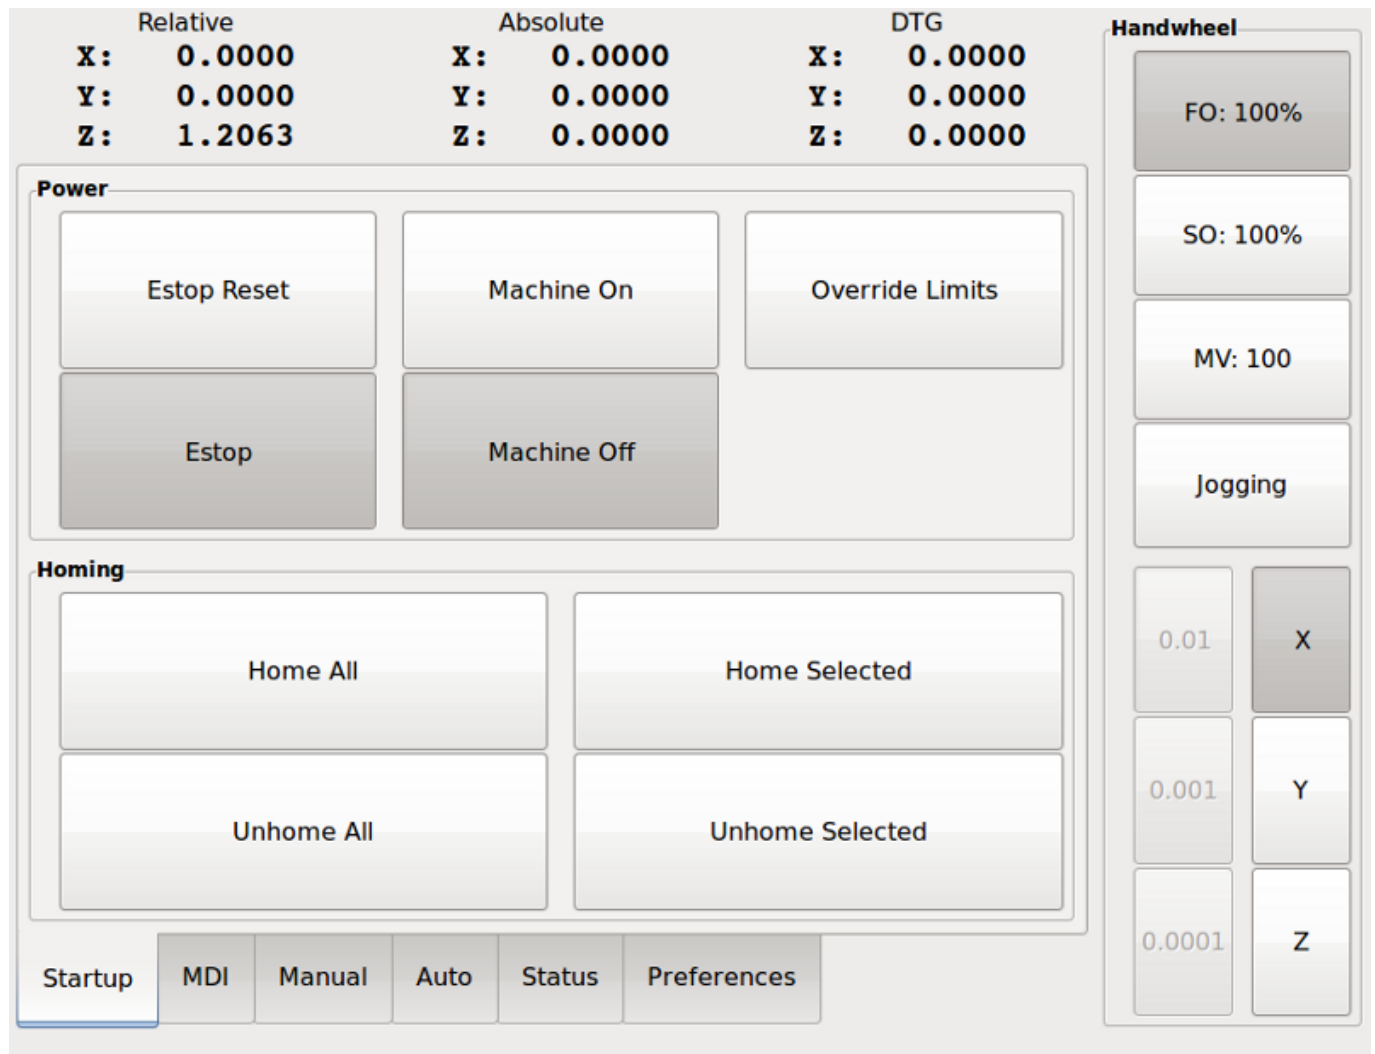 Relative Absolute DTG
X: 0.0000 X: 0.0000 X: 0.0000
Y: 0.0000 Y: 0.0000 Y: 0.0000
Z: 1.2063 Z: 0.0000 Z: 0.0000
Power
Estop Reset Machine On Override Limits
Estop Machine Off
Homing
Home All Home Selected
Unhome All Unhome Selected
Startup MDI Manual Auto Status Preferences
Handwheel
FO: 100%
SO: 100%
MV: 100
Jogging
0.01 X
0.001 Y
0.0001 Z